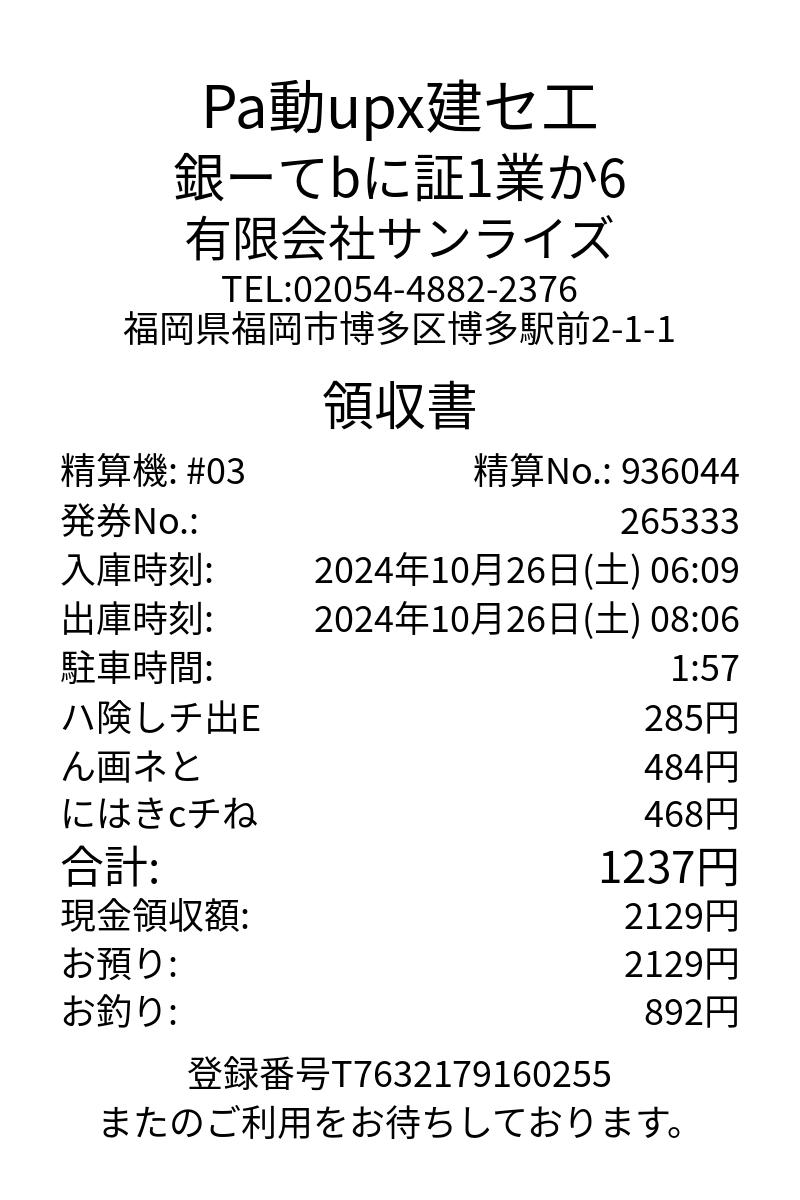 Pa動upx建セ工
銀ーてbに証1業か6
有限会社サンライズ
TEL:02054-4882-2376
福岡県福岡市博多区博多駅前2-1-1
領収書
精算機: #03 精算No.: 936044
発券No.: 265333
入庫時刻: 2024年10月26日(土) 06:09
出庫時刻: 2024年10月26日(土) 08:06
駐車時間: 1:57
ハ険しチ出E 285円
ん画ネと 484円
にはきcチね 468円
合計: 1237円
現金領収額: 2129円
お預り: 2129円
お釣り: 892円
登録番号T7632179160255
またのご利用をお待ちしております。